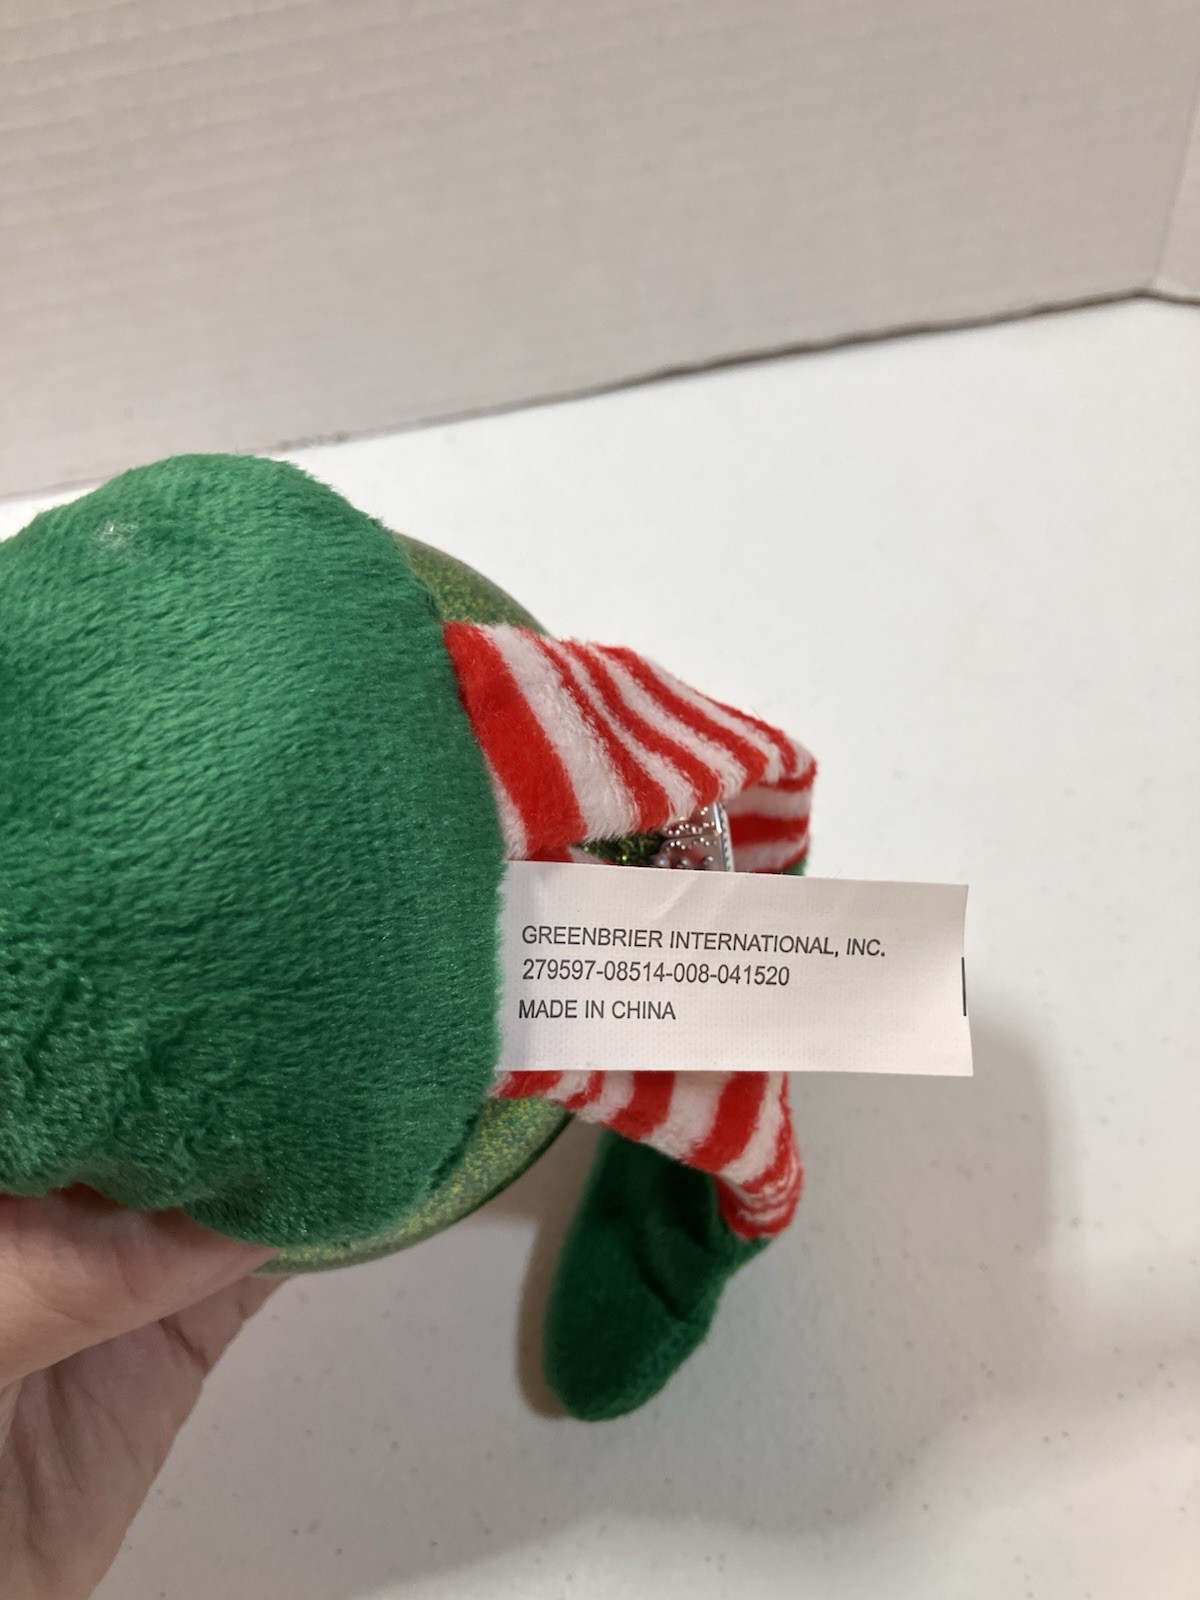 GREENBRIER INTERNATIONAL, INC.
279597-08514-008-041520
MADE IN CHINA